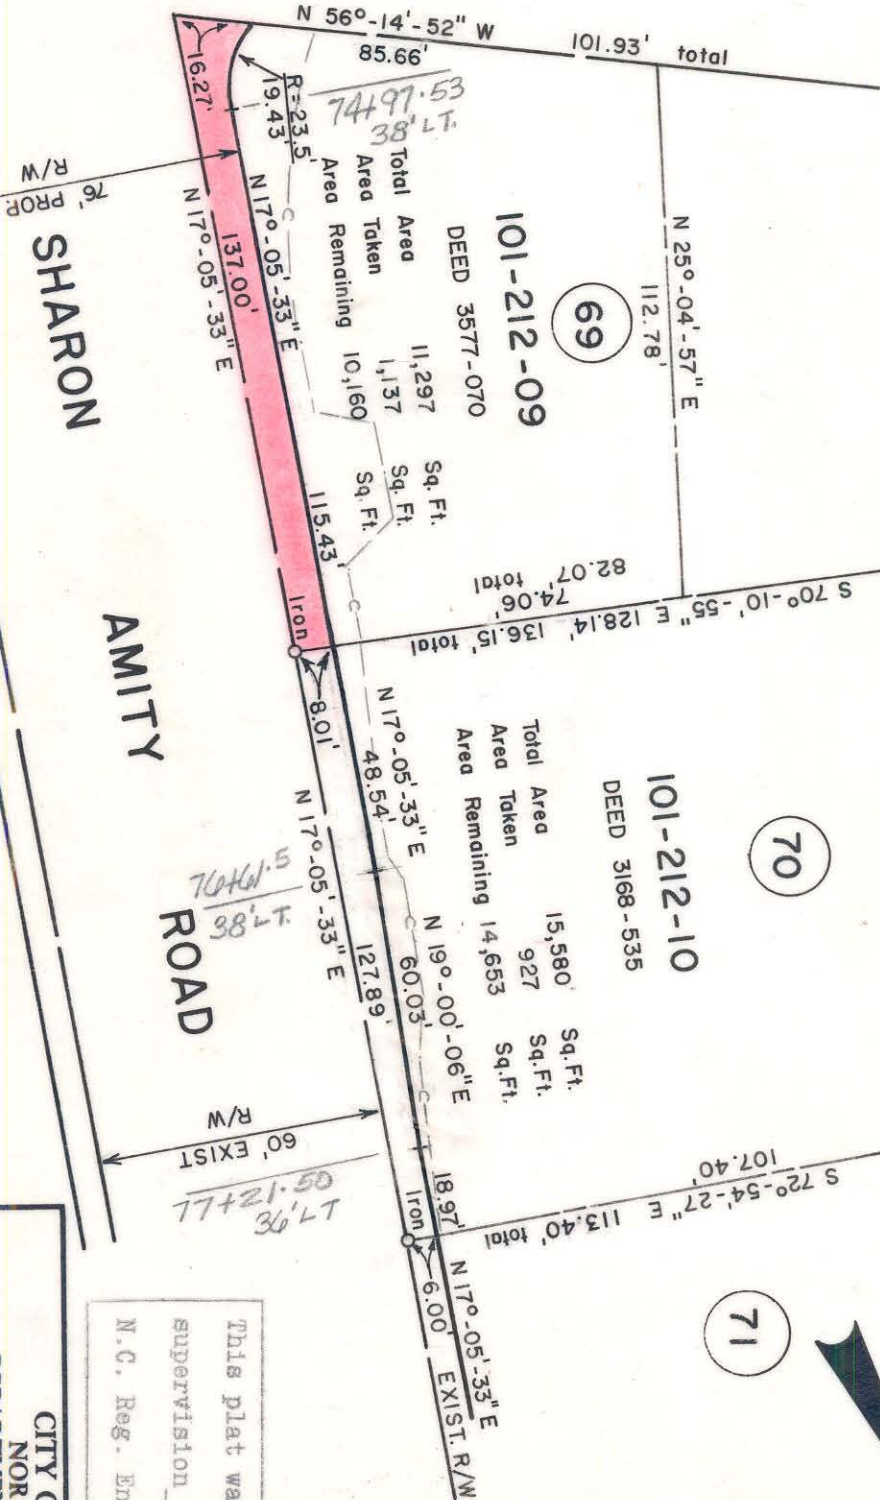 N 56°-14'-52" W
101.93' total
85.66'
16.27'
R=23.5'
19.43'
74+97.53
38' LT.
N 25°-04'-57" E
112.78'
69
101-212-09
DEED 3577-070
Total Area 11,297 Sq. Ft.
Area Taken 1,137 Sq. Ft.
Area Remaining 10,160 Sq. Ft.
C
N 17°-05'-33" E
115.43'
137.00'
N 17°-05'-33" E
76' PROP.
R/W
Iron
8.01'
82.07' total
74.06'
S 70°-10'-55" E 128.14' 136.15' total
C
70
101-212-10
DEED 3168-535
Total Area 15,580 Sq. Ft.
Area Taken 927 Sq. Ft.
Area Remaining 14,653 Sq. Ft.
N 17°-05'-33" E
48.54'
C
N 19°-00'-06" E
60.03'
C
18.97'
N 17°-05'-33" E
127.89'
76+61.5
38' LT.
60' EXIST
R/W
77+21.50
36' LT
Iron
6.00'
107.40'
S 72°-54'-27" E 113.40' total
71
N 17°-05'-33" E
EXIST. R/W
SHARON AMITY ROAD
This plat wa
supervision
N.C. Reg. En
CITY
NOR